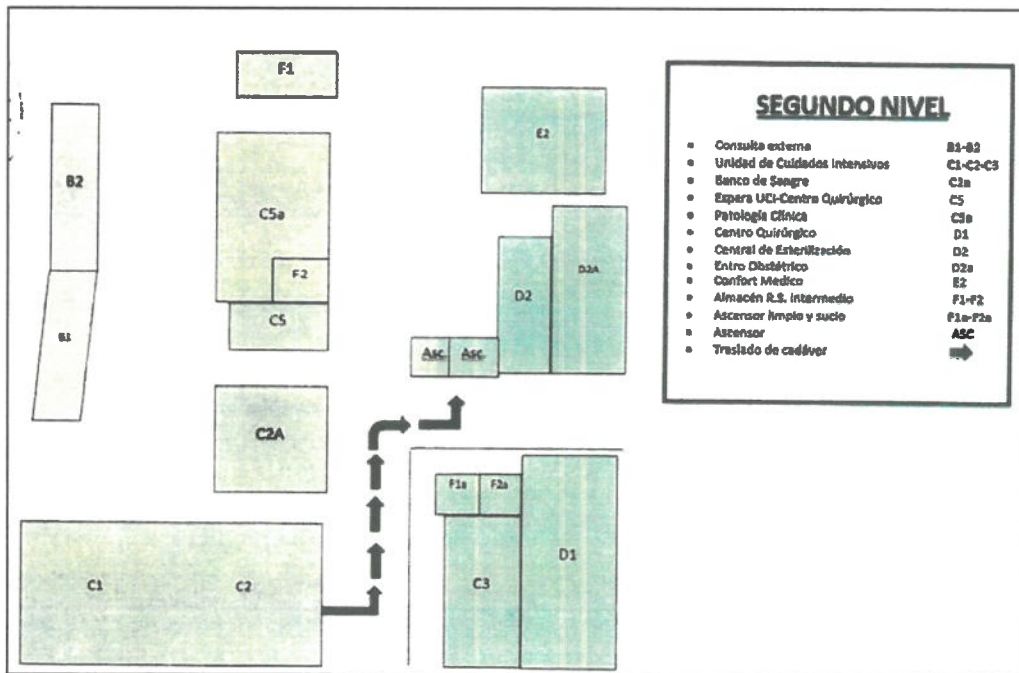 F1
B2
C5a
F2
C5
B1
C2A
C1
C2
E2
D2A
D2
Asc.
Asc.
F1a
F2a
C3
D1
SEGUNDO NIVEL
Consulta externa B1-B2
Unidad de Cuidados Intensivos C1-C2-C3
Banco de Sangre C2a
Espera UCI-Centro Quirúrgico C5
Patología Clínica C5a
Centro Quirúrgico D1
Central de Esterilización D2
Entro Obstétrico D2a
Confort Medico E2
Almacén R.S. Intermedio F1-F2
Ascensor limpio y sucio F1a-F2a
Ascensor ASC
Traslado de cadáver